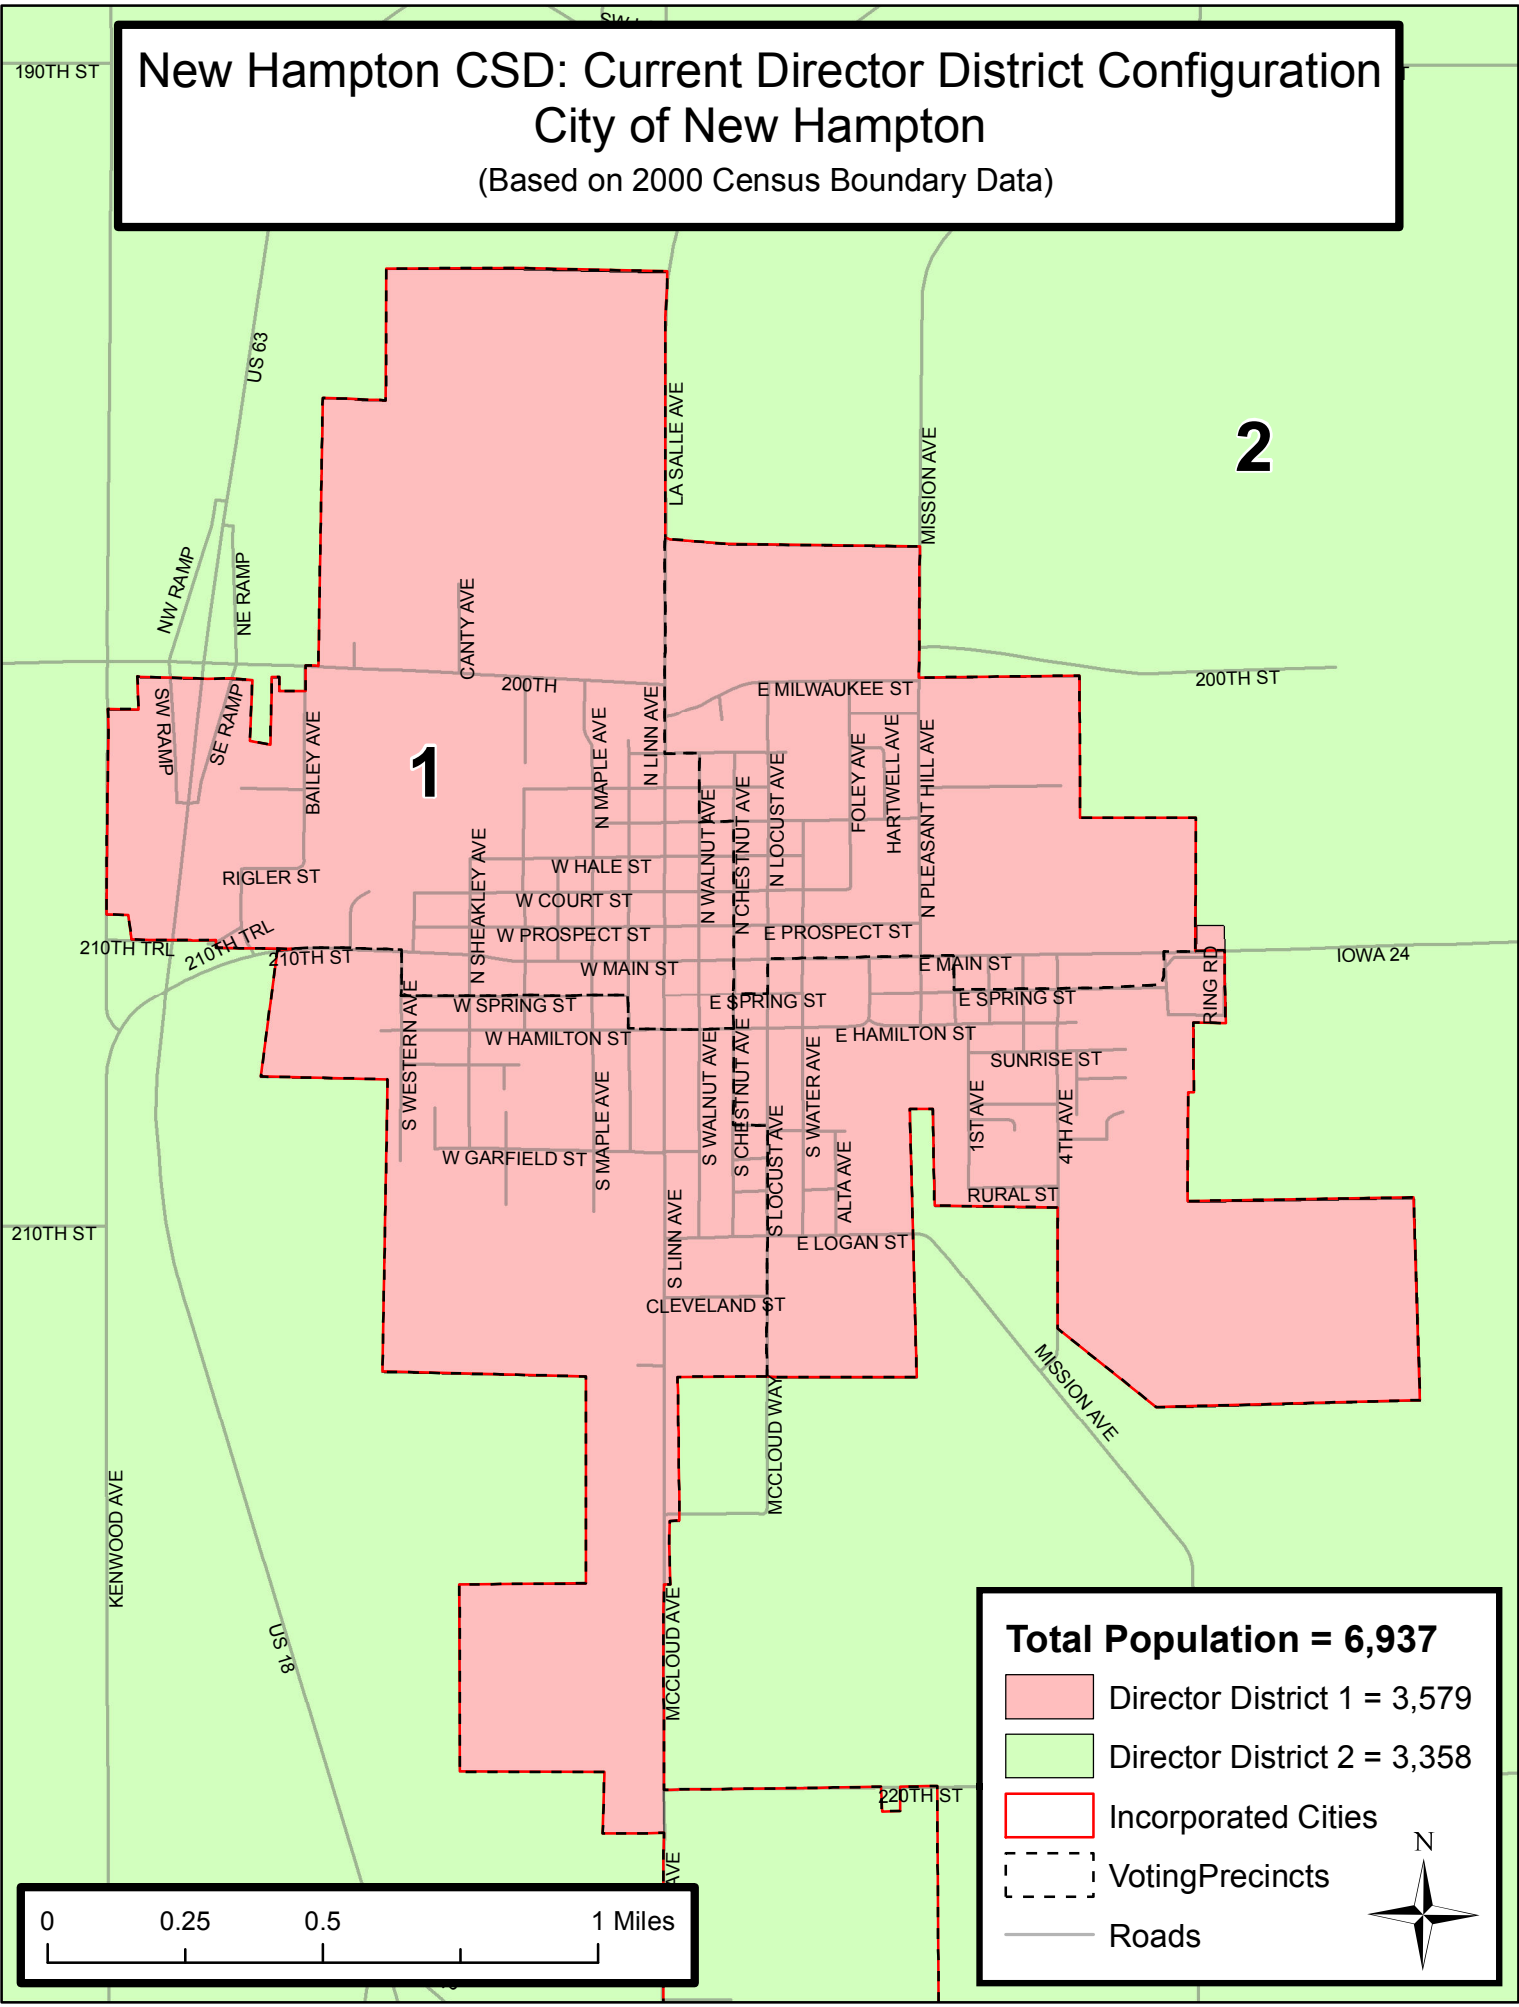 New Hampton CSD: Current Director District Configuration
City of New Hampton
(Based on 2000 Census Boundary Data)
190TH ST
US 63
LA SALLE AVE
MISSION AVE
2
NW RAMP
NE RAMP
CANTY AVE
200TH
E MILWAUKEE ST
200TH ST
SW RAMP
SE RAMP
BAILEY AVE
1
N MAPLE AVE
N LINN AVE
N WALNUT AVE
N CHESTNUT AVE
N LOCUST AVE
FOLEY AVE
HARTWELL AVE
N PLEASANT HILL AVE
RIGLER ST
N SHEAKLEY AVE
W HALE ST
W COURT ST
W PROSPECT ST
E PROSPECT ST
210TH TRL
210TH TRL
210TH ST
W MAIN ST
E MAIN ST
IOWA 24
RING RD
W SPRING ST
E SPRING ST
E SPRING ST
S WESTERN AVE
W HAMILTON ST
E HAMILTON ST
SUNRISE ST
S MAPLE AVE
S WALNUT AVE
S CHESTNUT AVE
S LOCUST AVE
S WATER AVE
ALTA AVE
1ST AVE
4TH AVE
W GARFIELD ST
RURAL ST
210TH ST
S LINN AVE
E LOGAN ST
CLEVELAND ST
MISSION AVE
MCCLOUD WAY
KENWOOD AVE
US 18
MCCLOUD AVE
220TH ST
AVE
Total Population = 6,937
Director District 1 = 3,579
Director District 2 = 3,358
Incorporated Cities
VotingPrecincts
Roads
N
0 0.25 0.5 1 Miles